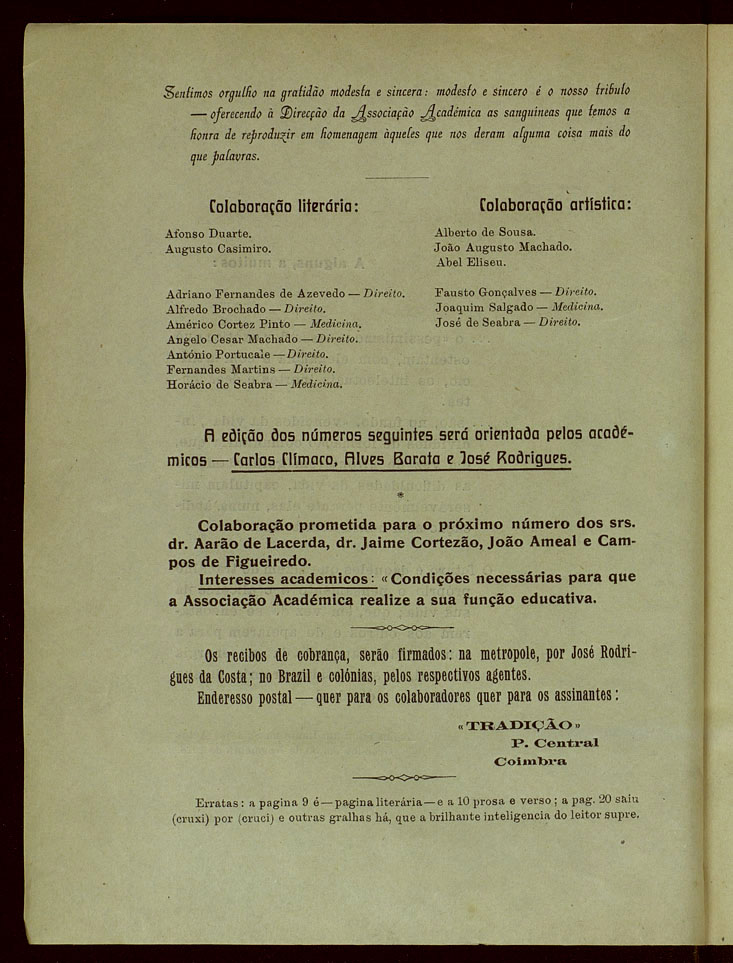 Sentimos orgulho na gratidão modesta e sincera: modesto e sincero é o nosso tributo
— oferecendo à Direcção da Associação Académica as sanguineas que temos a
honra de reproduzir em homenagem àqueles que nos deram alguma coisa mais do
que palavras.
Colaboração literária:
Afonso Duarte.
Augusto Casimiro.
Adriano Fernandes de Azevedo — Direito.
Alfredo Brochado — Direito.
Américo Cortez Pinto — Medicina.
Angelo Cesar Machado — Direito.
António Portucale — Direito.
Fernandes Martins — Direito.
Horácio de Seabra — Medicina.
Colaboração artística:
Alberto de Sousa.
João Augusto Machado.
Abel Eliseu.
Fausto Gonçalves — Direito.
Joaquim Salgado — Medicina.
José de Seabra — Direito.
A edição dos números seguintes será orientada pelos acadé-
micos — Carlos Clímaco, Alves Barata e José Rodrigues.
*
Colaboração prometida para o próximo número dos srs.
dr. Aarão de Lacerda, dr. Jaime Cortezão, João Ameal e Cam-
pos de Figueiredo.
Interesses academicos: «Condições necessárias para que
a Associação Académica realize a sua função educativa.
Os recibos de cobrança, serão firmados: na metropole, por José Rodri-
gues da Costa; no Brazil e colónias, pelos respectivos agentes.
Enderesso postal — quer para os colaboradores quer para os assinantes:
«TRADIÇÃO»
P. Central
Coimbra
Erratas: a pagina 9 é — pagina literária — e a 10 prosa e verso; a pag. 20 saiu
(cruxi) por (cruci) e outras gralhas há, que a brilhante inteligencia do leitor supre.